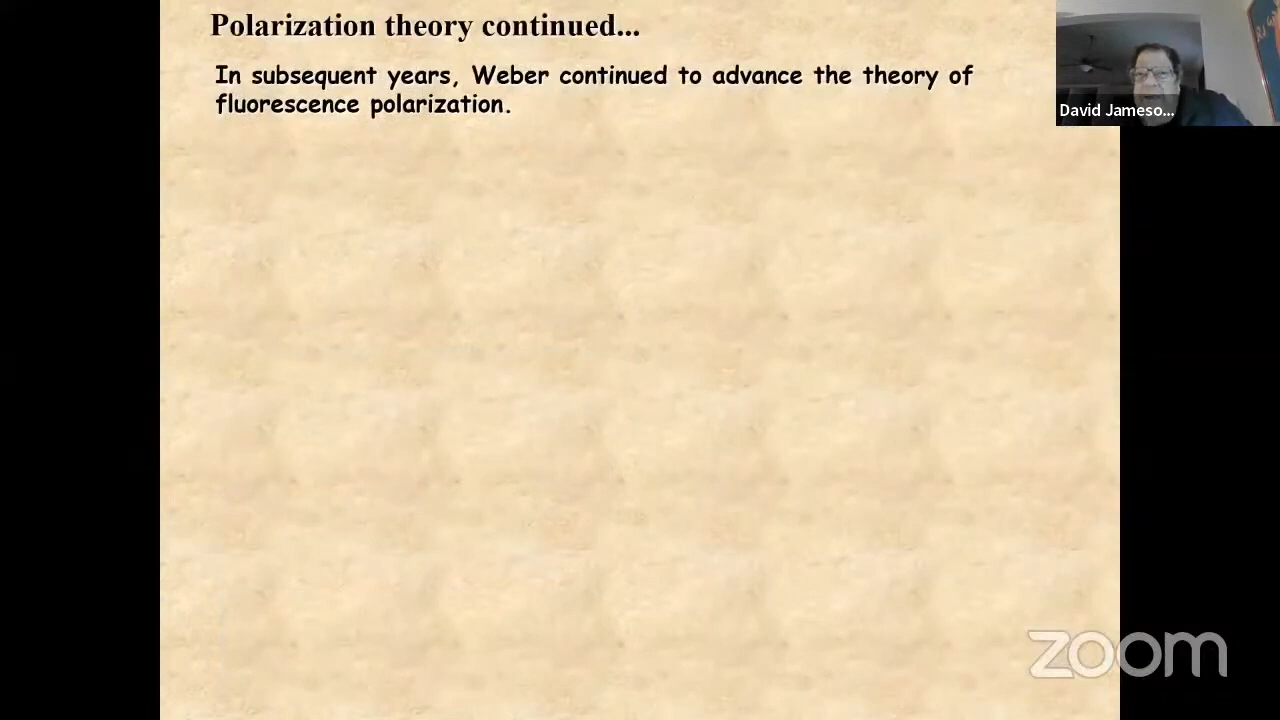 Polarization theory continued...
In subsequent years, Weber continued to advance the theory of
fluorescence polarization.
David Jameso...
zoom